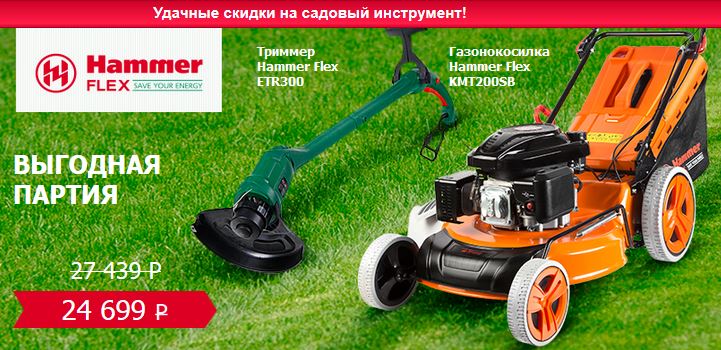 Удачные скидки на садовый инструмент!
Hammer
FLEX SAVE YOUR ENERGY
Триммер
Hammer Flex
ETR300
Газонокосилка
Hammer Flex
KMT200SB
ВЫГОДНАЯ
ПАРТИЯ
27 439 Р
24 699 ₽
Hammer